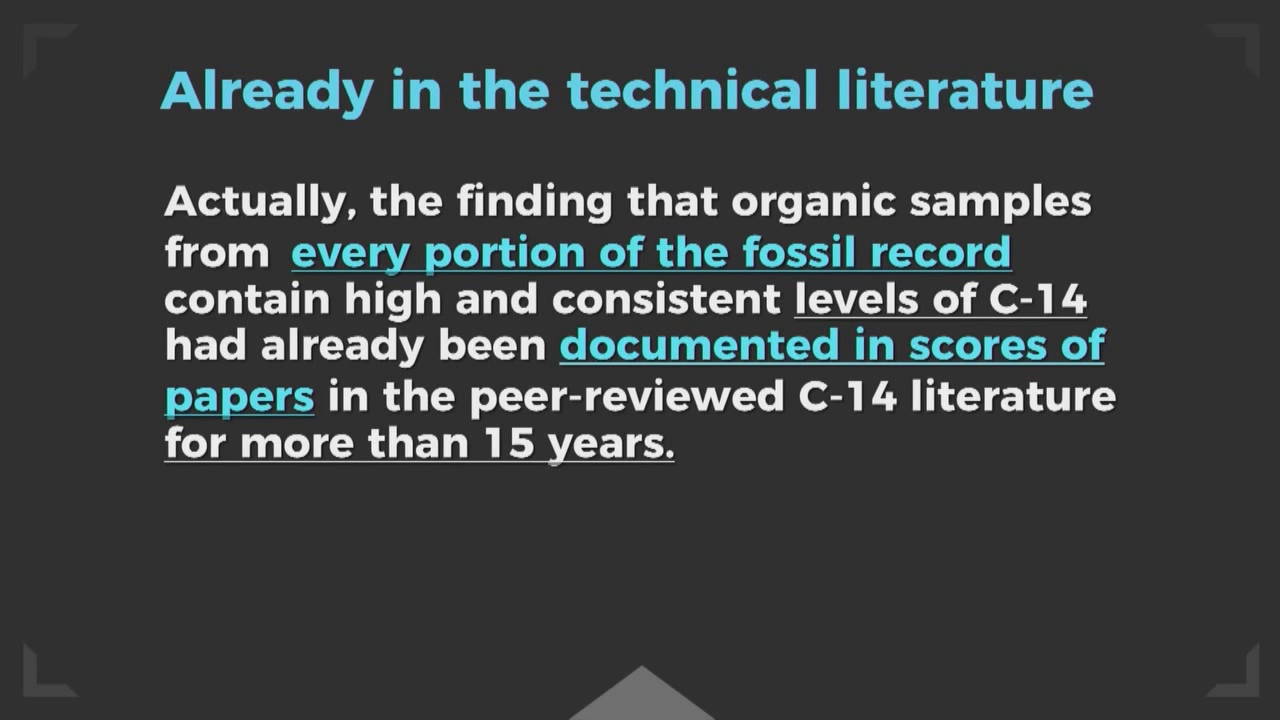 Already in the technical literature
Actually, the finding that organic samples
from every portion of the fossil record
contain high and consistent levels of C-14
had already been documented in scores of
papers in the peer-reviewed C-14 literature
for more than 15 years.